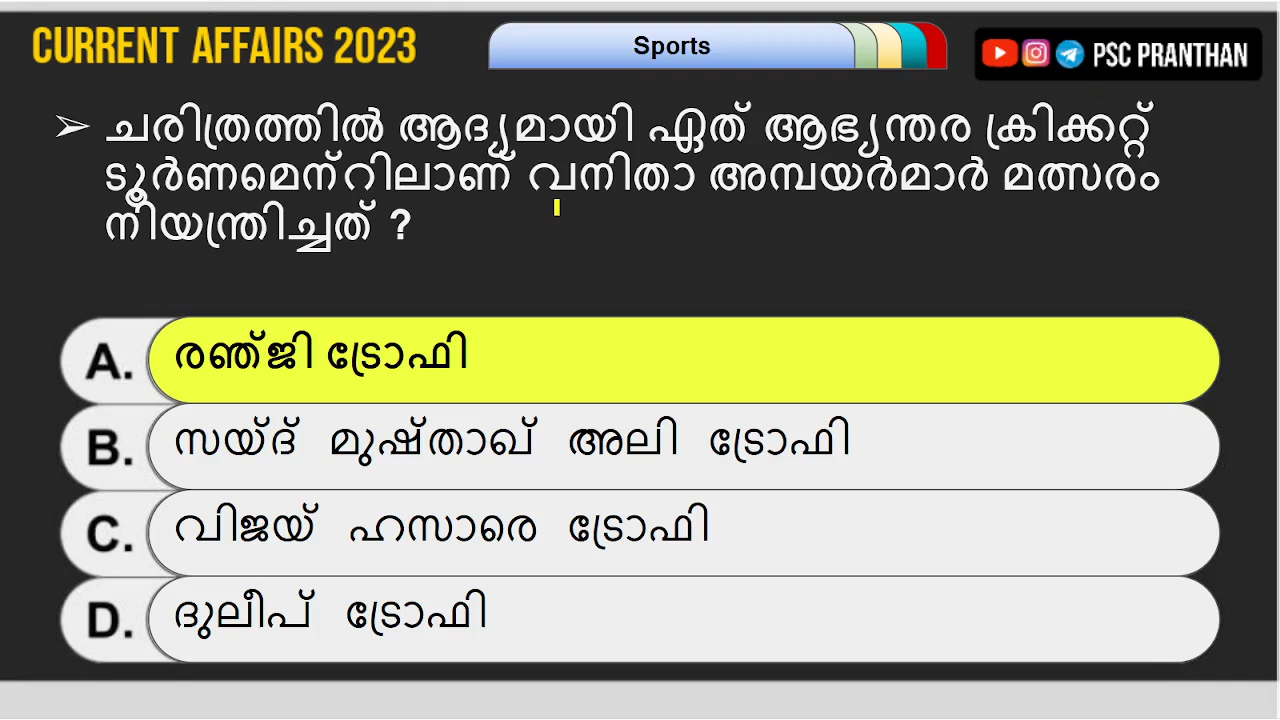 CURRENT AFFAIRS 2023
Sports
PSC PRANTHAN
➢ ചരിത്രത്തിൽ ആദ്യമായി ഏത് ആഭ്യന്തര ക്രിക്കറ്റ്
ടൂർണമെന്റിലാണ് വനിതാ അമ്പയർമാർ മത്സരം
നിയന്ത്രിച്ചത് ?
A. രഞ്ജി ട്രോഫി
B. സയ്ദ് മുഷ്താഖ് അലി ട്രോഫി
C. വിജയ് ഹസാരെ ട്രോഫി
D. ദുലീപ് ട്രോഫി